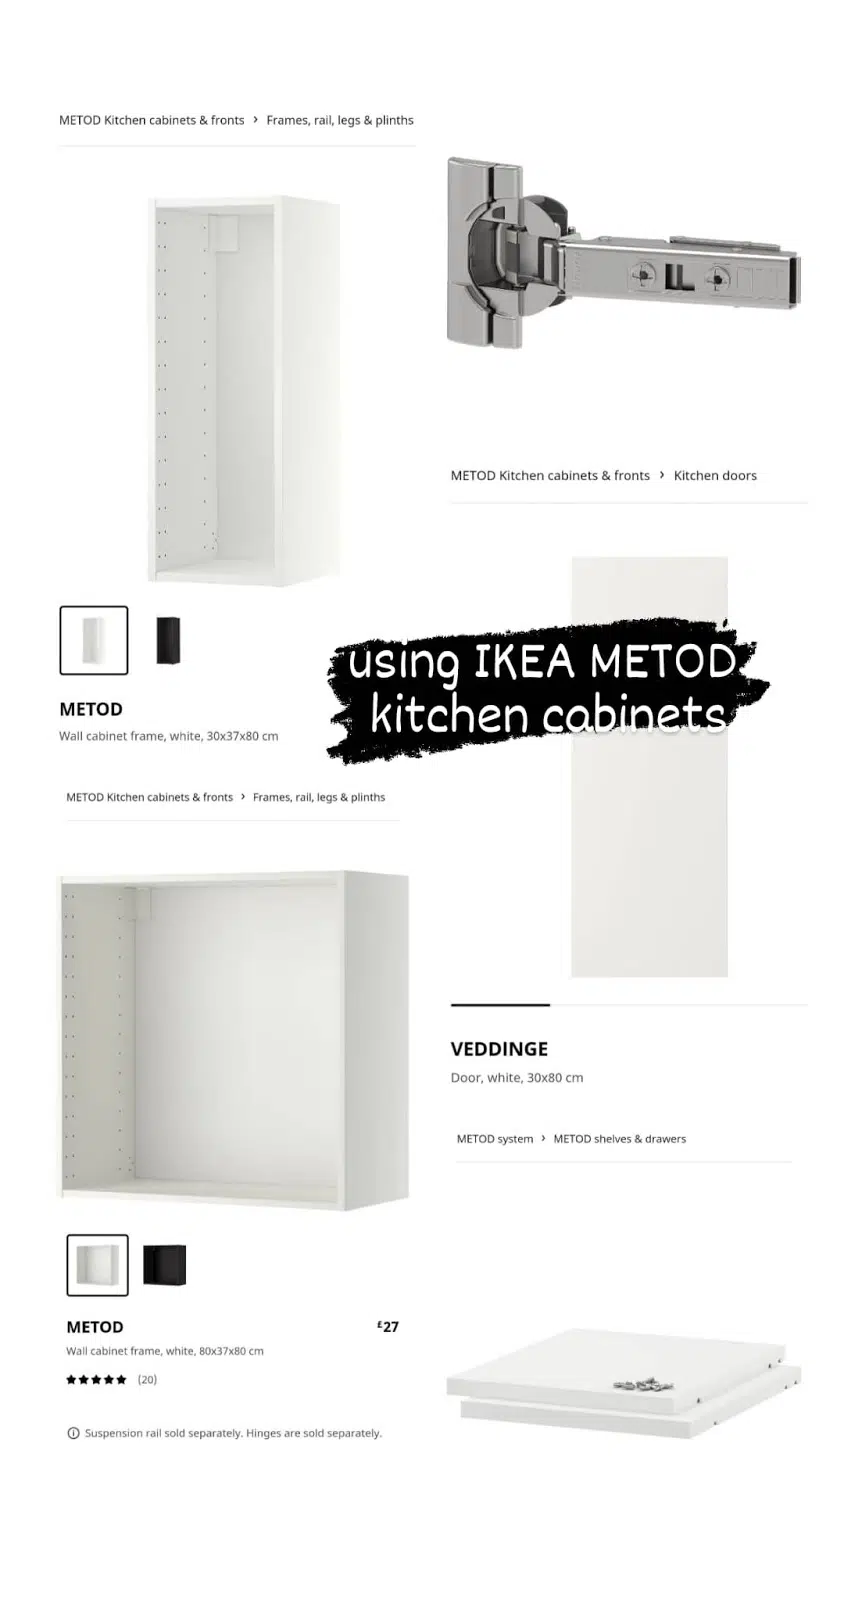 METOD Kitchen cabinets & fronts > Frames, rail, legs & plinths
METOD
Wall cabinet frame, white, 30x37x80 cm
METOD Kitchen cabinets & fronts > Frames, rail, legs & plinths
METOD
£27
Wall cabinet frame, white, 80x37x80 cm
★★★★★ (20)
Suspension rail sold separately. Hinges are sold separately.
METOD Kitchen cabinets & fronts > Kitchen doors
using IKEA METOD
kitchen cabinets
VEDDINGE
Door, white, 30x80 cm
METOD system > METOD shelves & drawers